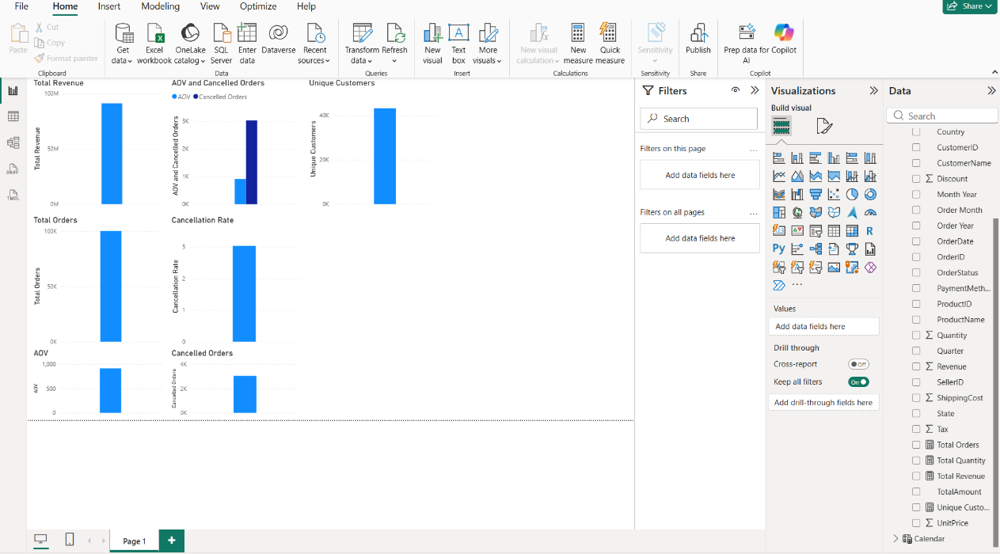 File Home Insert Modeling View Optimize Help Share
Paste Cut
Copy
Format painter
Clipboard
Get data Excel workbook OneLake catalog SQL Server Enter data Dataverse Recent sources
Data
Transform data Refresh
Queries
New visual Text box More visuals
Insert
New visual calculation New measure Quick measure
Calculations
Sensitivity
Sensitivity
Publish
Share
Prep data for AI Copilot
Copilot
DAX
TMDL
Total Revenue
100M
50M
0M
Total Revenue
AOV and Cancelled Orders
AOV Cancelled Orders
3K
2K
1K
0K
AOV and Cancelled Orders
Unique Customers
40K
20K
0K
Unique Customers
Total Orders
100K
50K
0K
Total Orders
Cancellation Rate
3
2
1
0
Cancellation Rate
AOV
1,000
500
0
AOV
Cancelled Orders
4K
2K
0K
Cancelled Orders
Filters
Search
Filters on this page ...
Add data fields here
Filters on all pages ...
Add data fields here
Visualizations
Build visual
123
R
Py
...
Values
Add data fields here
Drill through
Cross-report Off
Keep all filters On
Add drill-through fields here
Data
Search
Country
CustomerID
CustomerName
Σ Discount
Month Year
Order Month
Order Year
OrderDate
OrderID
OrderStatus
PaymentMeth...
ProductID
ProductName
Σ Quantity
Quarter
Σ Revenue
SellerID
Σ ShippingCost
State
Σ Tax
Total Orders
Total Quantity
Total Revenue
TotalAmount
Unique Custo...
Σ UnitPrice
Calendar
Page 1 +